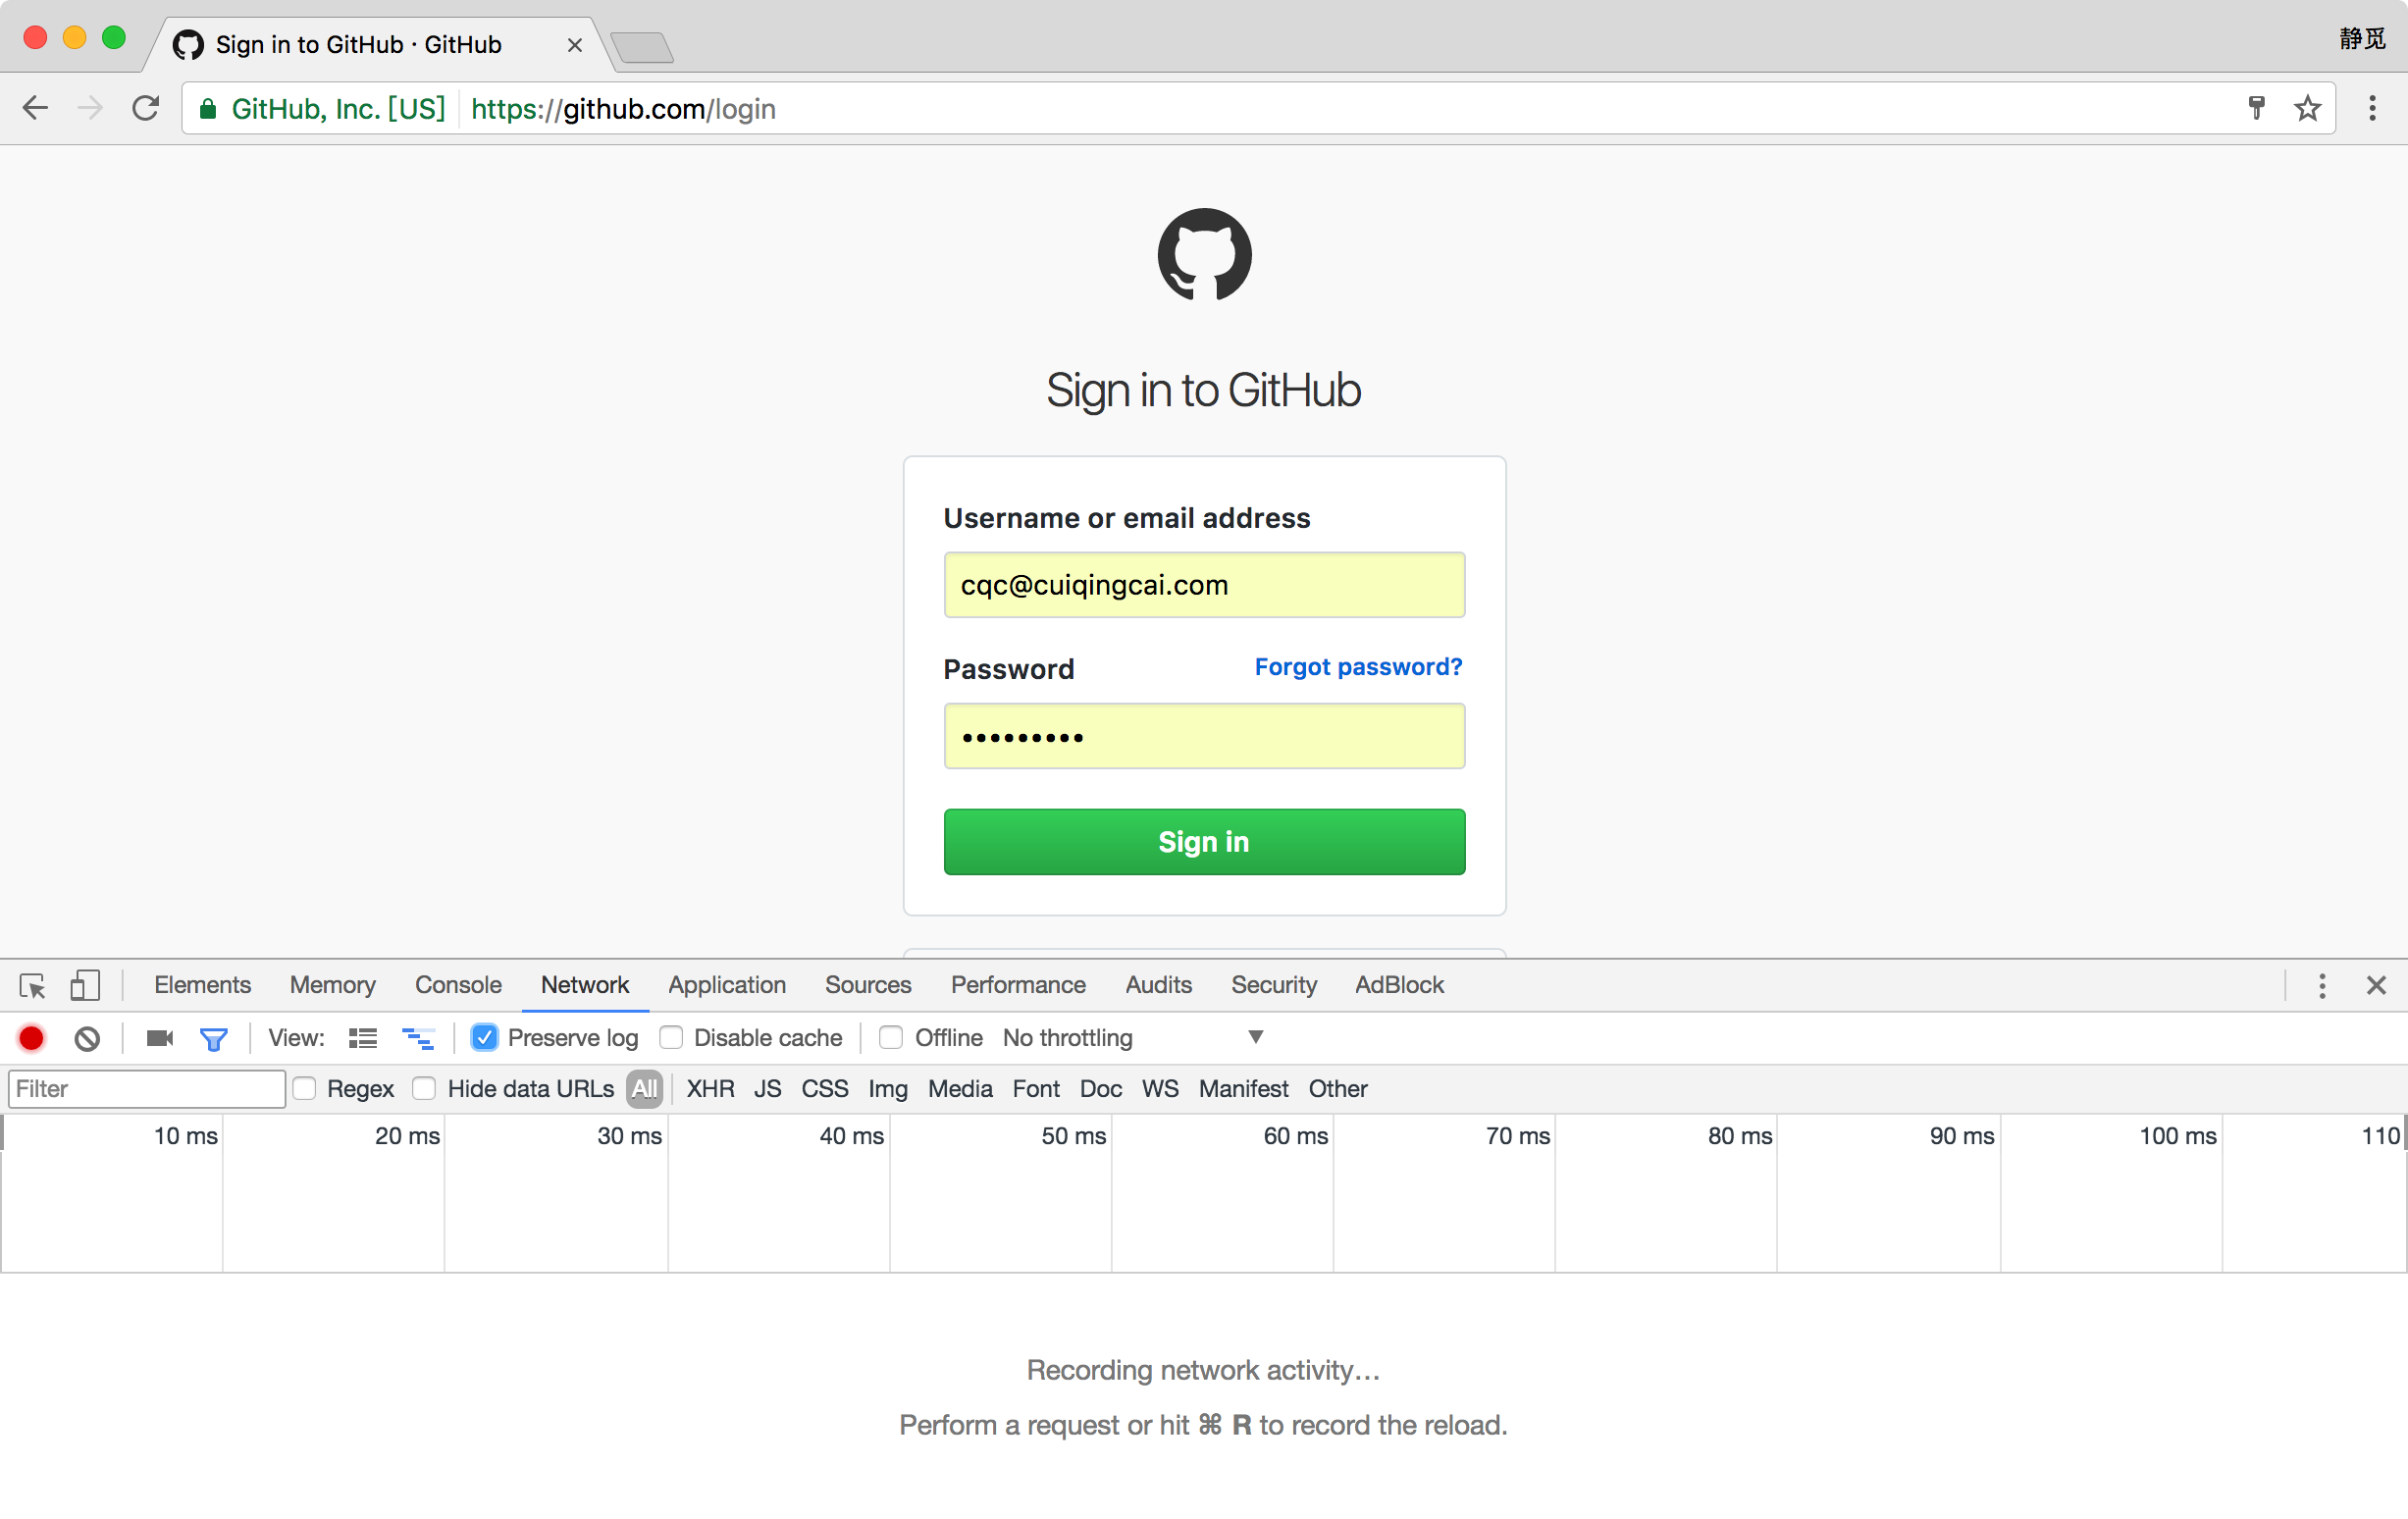 Sign in to GitHub · GitHub
静觅
GitHub, Inc. [US] https://github.com/login
Sign in to GitHub
Username or email address
cqc@cuiqingcai.com
Password Forgot password?
•••••••••
Sign in
Elements Memory Console Network Application Sources Performance Audits Security AdBlock
View: Preserve log Disable cache Offline No throttling
Filter Regex Hide data URLs All XHR JS CSS Img Media Font Doc WS Manifest Other
10 ms 20 ms 30 ms 40 ms 50 ms 60 ms 70 ms 80 ms 90 ms 100 ms 110
Recording network activity…
Perform a request or hit ⌘ R to record the reload.